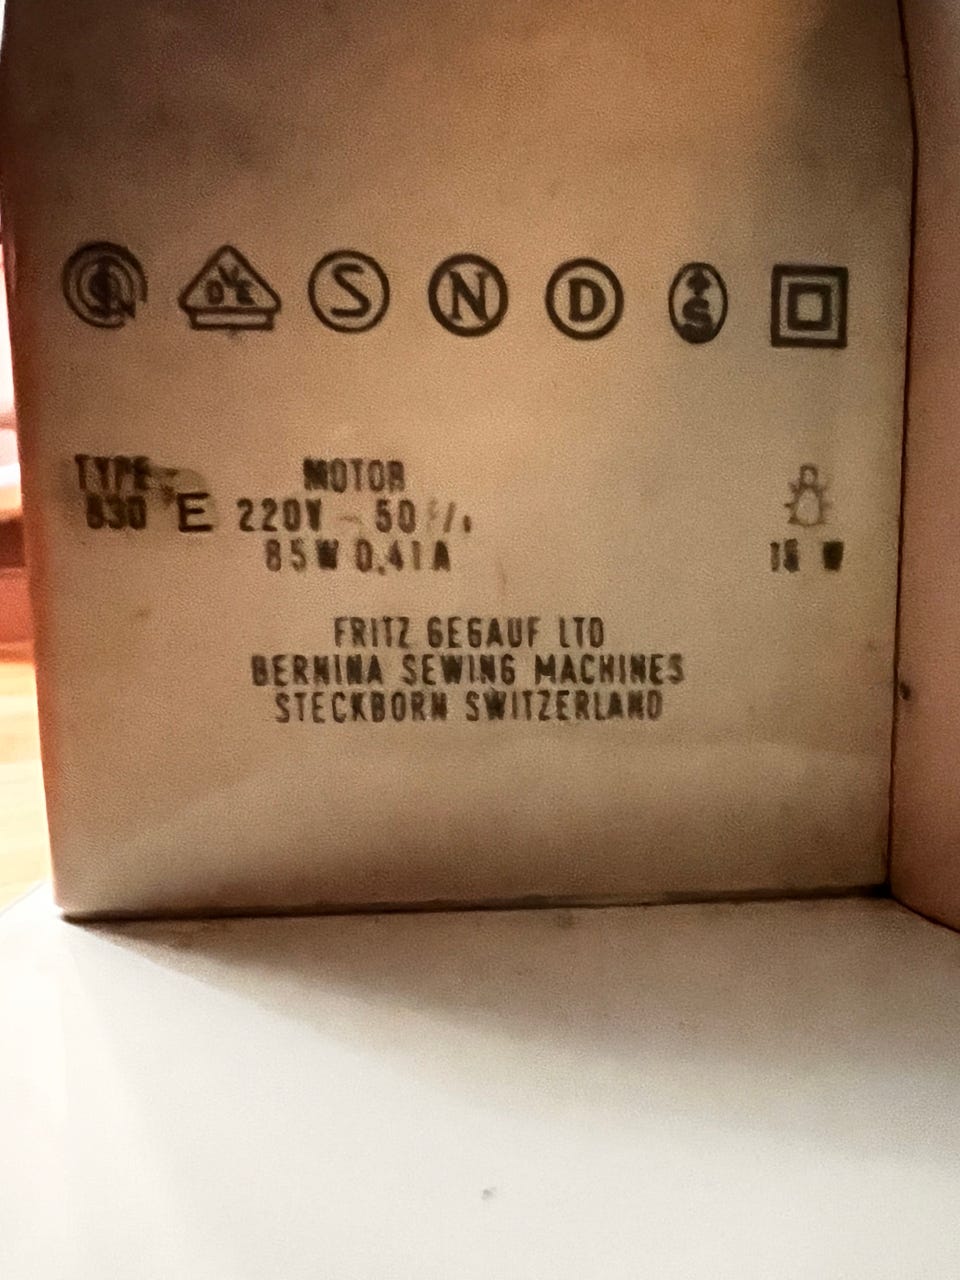 S N D
TYPE MOTOR
830 E 220V 50
85W 0.41A
W
FRITZ GEGAUF LTD
BERNINA SEWING MACHINES
STECKBORN SWITZERLAND